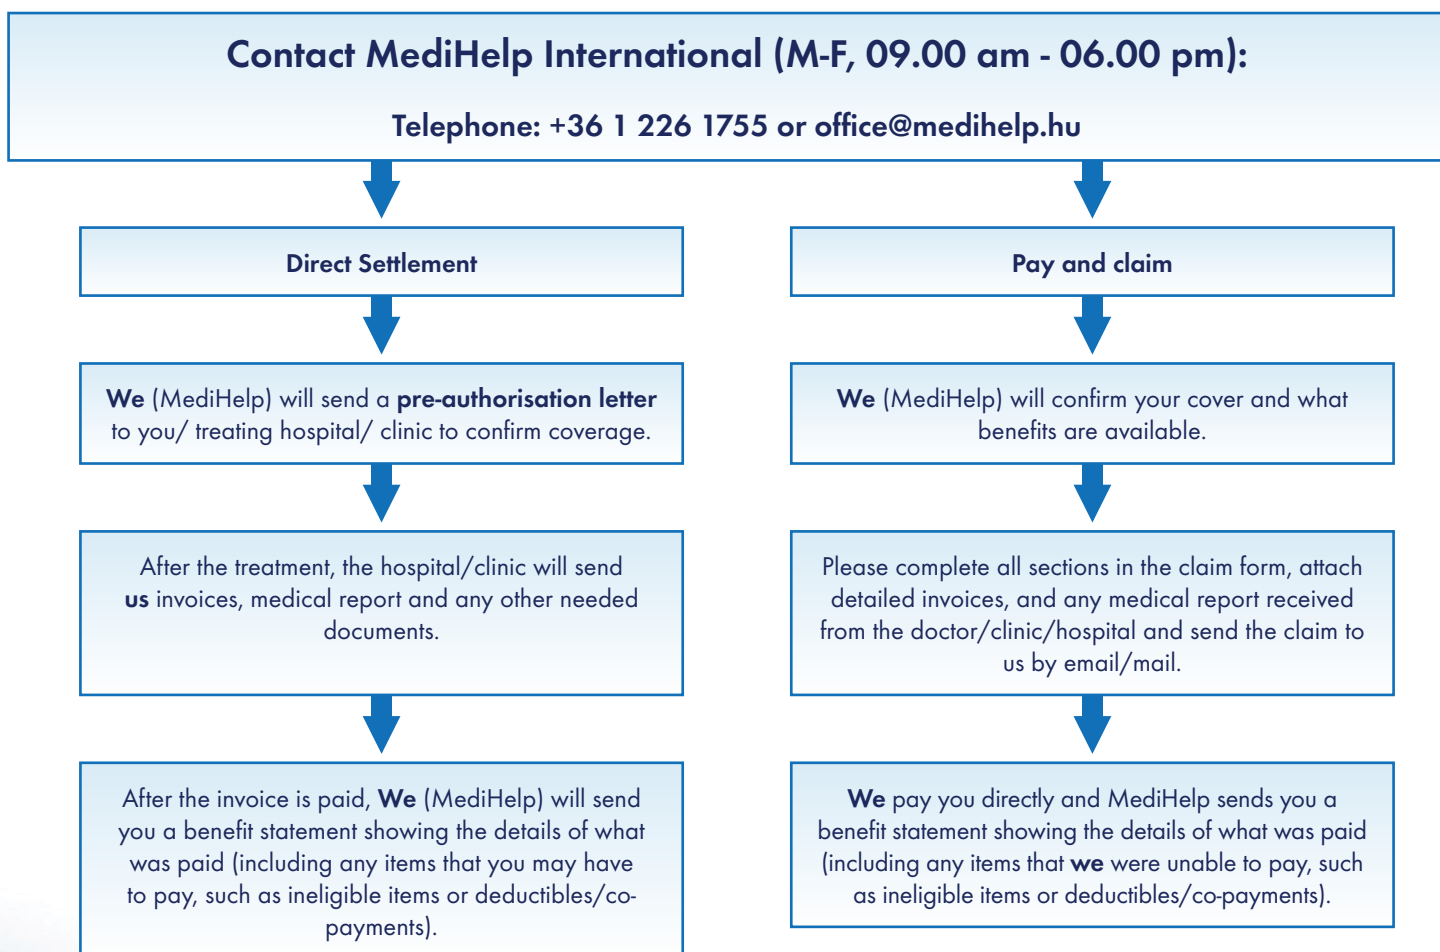 Contact MediHelp International (M-F, 09.00 am - 06.00 pm):
Telephone: +36 1 226 1755 or office@medihelp.hu
Direct Settlement
We (MediHelp) will send a pre-authorisation letter
to you/ treating hospital/ clinic to confirm coverage.
After the treatment, the hospital/clinic will send
us invoices, medical report and any other needed
documents.
After the invoice is paid, We (MediHelp) will send
you a benefit statement showing the details of what
was paid (including any items that you may have
to pay, such as ineligible items or deductibles/co-
payments).
Pay and claim
We (MediHelp) will confirm your cover and what
benefits are available.
Please complete all sections in the claim form, attach
detailed invoices, and any medical report received
from the doctor/clinic/hospital and send the claim to
us by email/mail.
We pay you directly and MediHelp sends you a
benefit statement showing the details of what was paid
(including any items that we were unable to pay, such
as ineligible items or deductibles/co-payments).